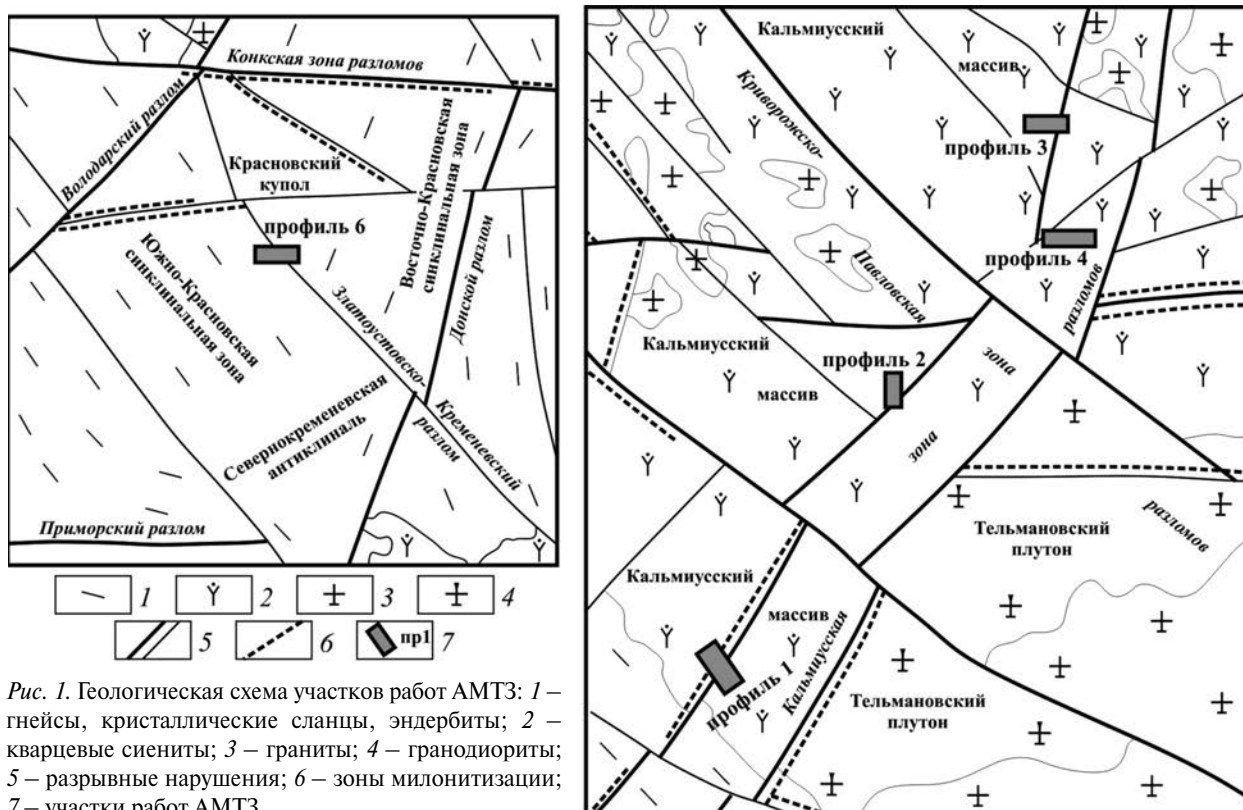 Конкская зона разломов
Володарский разлом
Красновский
купол
Восточно-Красновская
синклинальная зона
профиль 6
Южно-Красновская
синклинальная зона
Златоустовско-
Кременевский
разлом
Донской разлом
Севернокременевская
антиклиналь
Приморский разлом
1
2
3
4
5
6
пр1 7
Рис. 1. Геологическая схема участков работ АМТЗ: 1 –
гнейсы, кристаллические сланцы, эндербиты; 2 –
кварцевые сиениты; 3 – граниты; 4 – гранодиориты;
5 – разрывные нарушения; 6 – зоны милонитизации;
7 – участки работ АМТЗ
Кальмиусский
массив
Криворожско-
Павловская
профиль 3
профиль 4
разломов
Кальмиусский
массив
профиль 2
зона
зона
Тельмановский
плутон
разломов
Кальмиусский
массив
Кальмиусская
профиль 1
Тельмановский
плутон